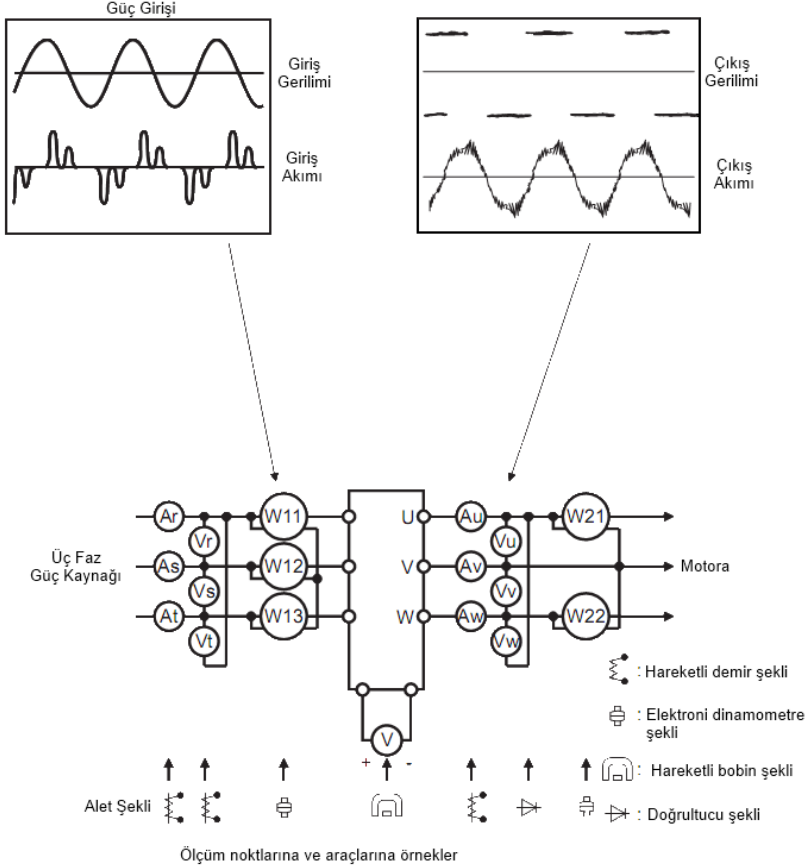 Güç Girişi
Giriş
Gerilimi
Giriş
Akımı
Çıkış
Gerilimi
Çıkış
Akımı
Üç Faz
Güç Kaynağı
Ar
As
At
Vr
Vs
Vt
W11
W12
W13
U
V
W
Au
Av
Aw
Vu
Vv
Vw
W21
W22
Motora
V
+ -
: Hareketli demir şekli
: Elektroni dinamometre
şekli
: Hareketli bobin şekli
: Doğrultucu şekli
Alet Şekli
Ölçüm noktlarına ve araçlarına örnekler